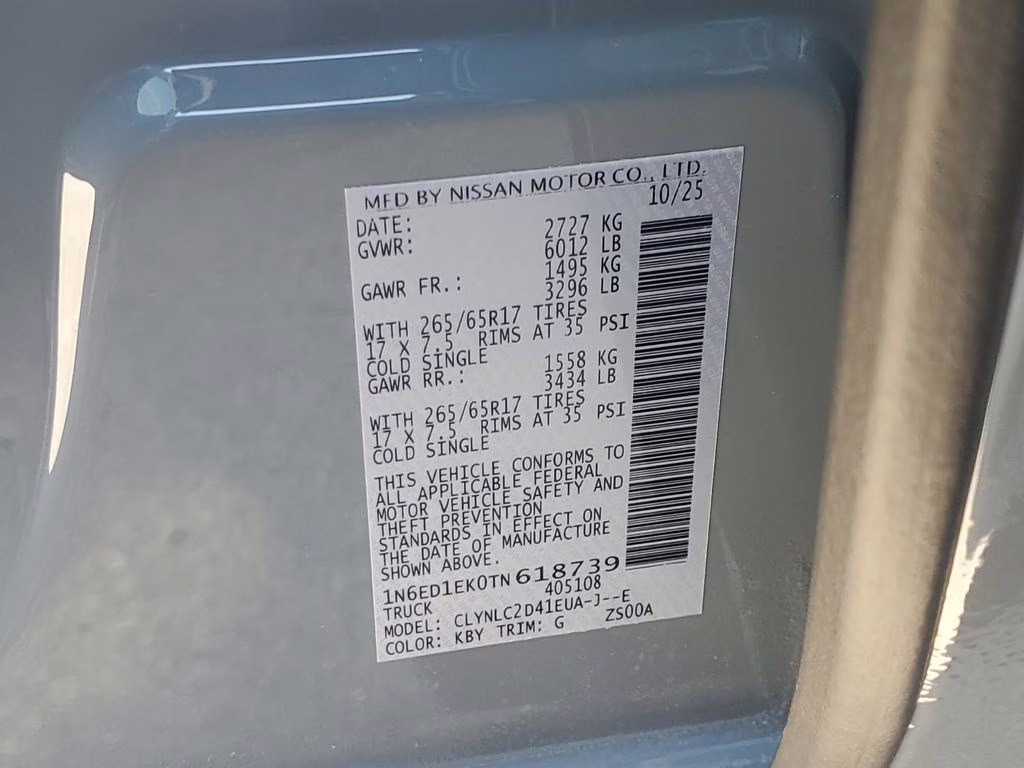 MFD BY NISSAN MOTOR CO., LTD.
DATE: 10/25
GVWR: 2727 KG
6012 LB
GAWR FR.: 1495 KG
3296 LB
WITH 265/65R17 TIRES
17 X 7.5 RIMS AT 35 PSI
COLD SINGLE
GAWR RR.: 1558 KG
3434 LB
WITH 265/65R17 TIRES
17 X 7.5 RIMS AT 35 PSI
COLD SINGLE
THIS VEHICLE CONFORMS TO
ALL APPLICABLE FEDERAL
MOTOR VEHICLE SAFETY AND
THEFT PREVENTION
STANDARDS IN EFFECT ON
THE DATE OF MANUFACTURE
SHOWN ABOVE.
1N6ED1EK0TN618739
TRUCK 405108
MODEL: CLYNLC2D41EUA-J--E
COLOR: KBY TRIM: G ZS00A